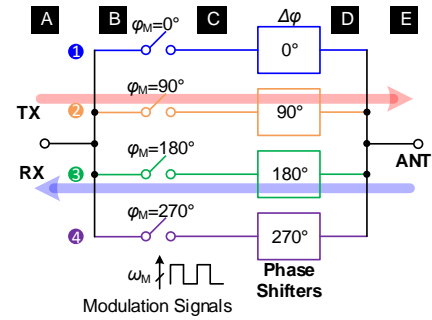 A B C D E
φM=0° Δφ
1 0°
φM=90°
TX 2 90°
φM=180°
RX 3 180° ANT
φM=270°
4 270°
ωM
Phase
Shifters
Modulation Signals